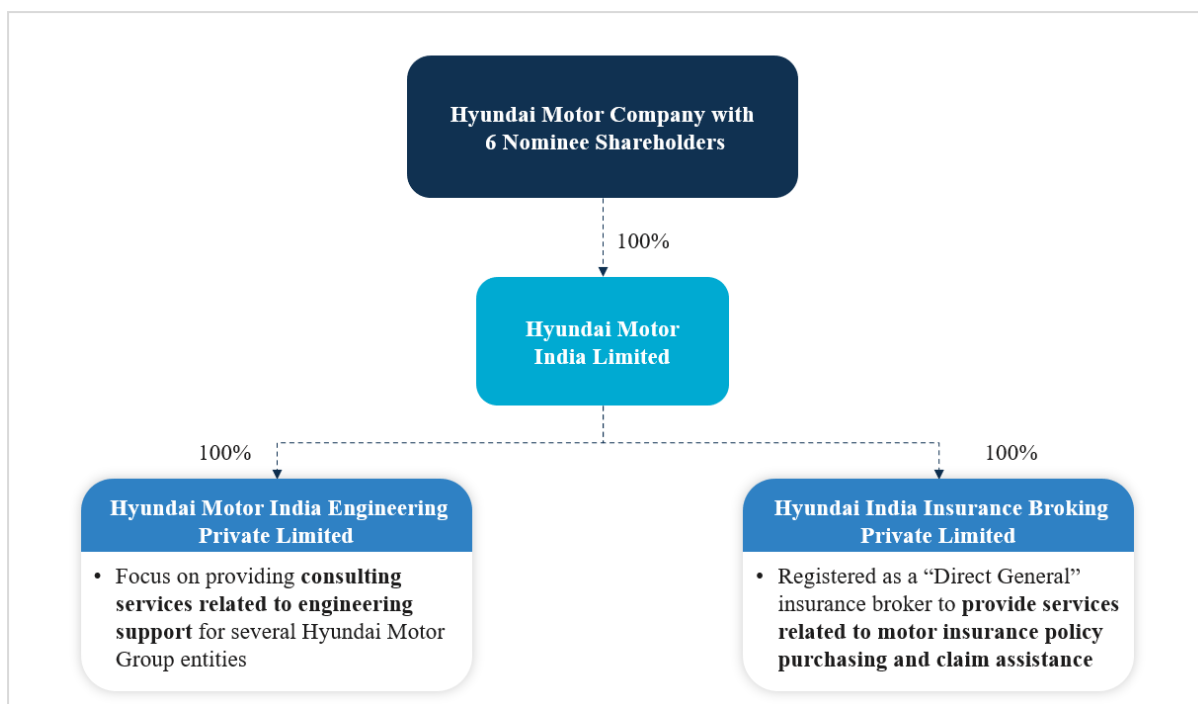 Hyundai Motor Company with
6 Nominee Shareholders
100%
Hyundai Motor
India Limited
100%
100%
Hyundai Motor India Engineering
Private Limited
• Focus on providing consulting
services related to engineering
support for several Hyundai Motor
Group entities
Hyundai India Insurance Broking
Private Limited
• Registered as a “Direct General”
insurance broker to provide services
related to motor insurance policy
purchasing and claim assistance